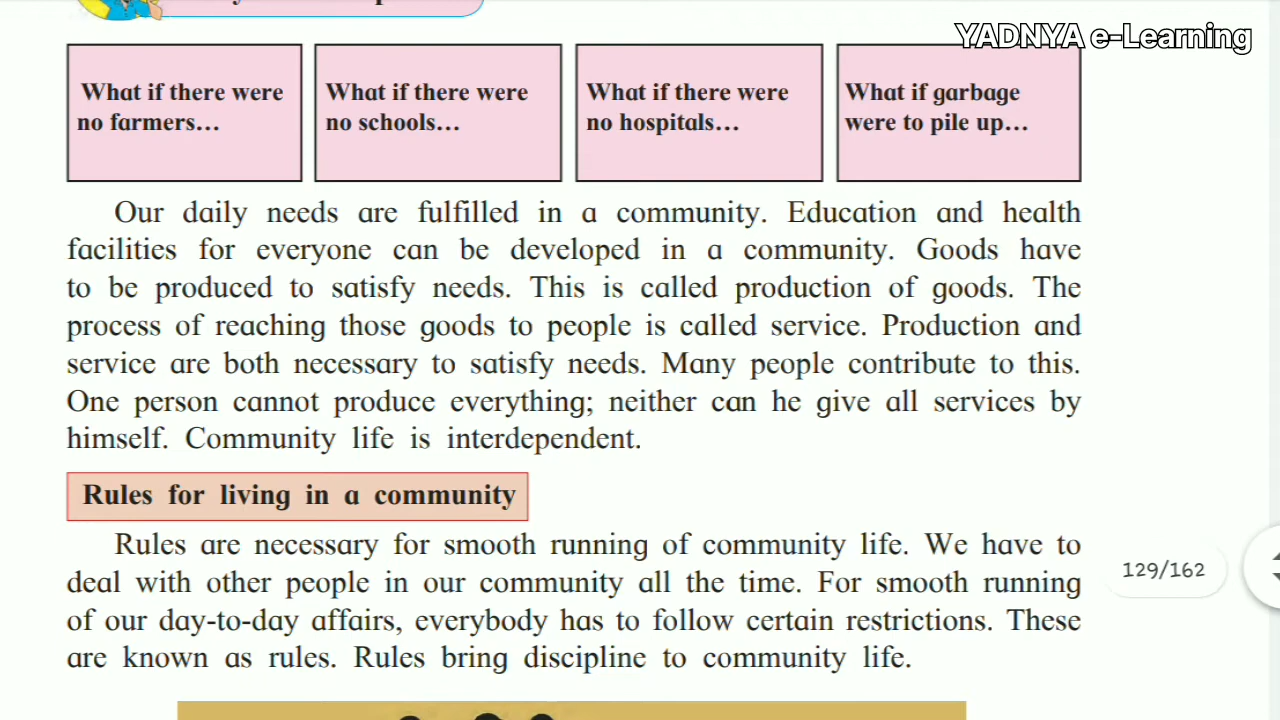 YADNYA e-Learning
What if there were
no farmers...
What if there were
no schools...
What if there were
no hospitals...
What if garbage
were to pile up...
Our daily needs are fulfilled in a community. Education and health
facilities for everyone can be developed in a community. Goods have
to be produced to satisfy needs. This is called production of goods. The
process of reaching those goods to people is called service. Production and
service are both necessary to satisfy needs. Many people contribute to this.
One person cannot produce everything; neither can he give all services by
himself. Community life is interdependent.
Rules for living in a community
Rules are necessary for smooth running of community life. We have to
deal with other people in our community all the time. For smooth running
of our day-to-day affairs, everybody has to follow certain restrictions. These
are known as rules. Rules bring discipline to community life.
129/162